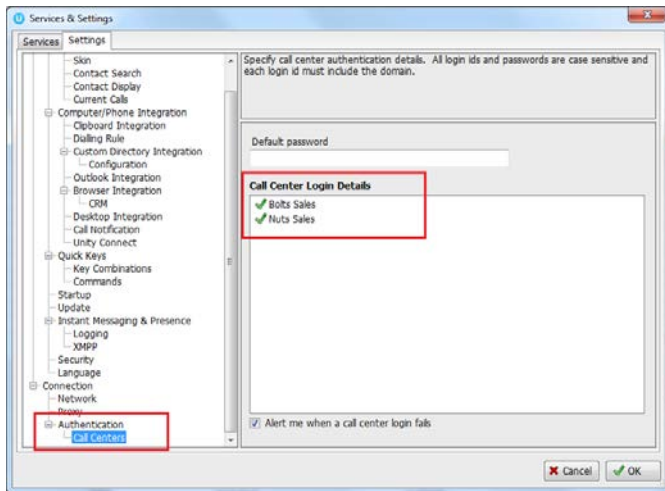 Services & Settings
Services Settings
Skin
Contact Search
Contact Display
Current Calls
Computer/Phone Integration
Clipboard Integration
Dialing Rule
Custom Directory Integration
Configuration
Outlook Integration
Browser Integration
CRM
Desktop Integration
Call Notification
Unity Connect
Quick Keys
Key Combinations
Commands
Startup
Update
Instant Messaging & Presence
Logging
XMPP
Security
Language
Connection
Network
Proxy
Authentication
Call Centers
Specify call center authentication details. All login ids and passwords are case sensitive and
each login id must include the domain.
Default password
Call Center Login Details
Bolts Sales
Nuts Sales
Alert me when a call center login fails
Cancel OK